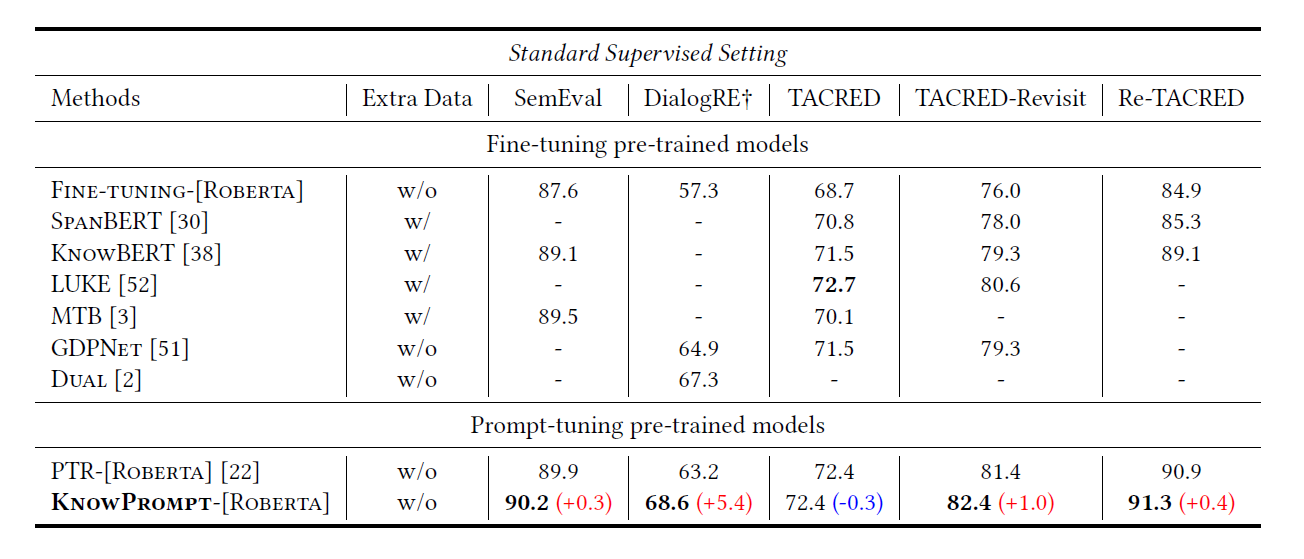 Standard Supervised Setting
Methods Extra Data SemEval DialogRE† TACRED TACRED-Revisit Re-TACRED
Fine-tuning pre-trained models
Fine-tuning-[Roberta] w/o 87.6 57.3 68.7 76.0 84.9
SpanBERT [30] w/ - - 70.8 78.0 85.3
KnowBERT [38] w/ 89.1 - 71.5 79.3 89.1
LUKE [52] w/ - - 72.7 80.6 -
MTB [3] w/ 89.5 - 70.1 - -
GDPNet [51] w/o - 64.9 71.5 79.3 -
Dual [2] w/o - 67.3 - - -
Prompt-tuning pre-trained models
PTR-[Roberta] [22] w/o 89.9 63.2 72.4 81.4 90.9
KnowPrompt-[Roberta] w/o 90.2 (+0.3) 68.6 (+5.4) 72.4 (-0.3) 82.4 (+1.0) 91.3 (+0.4)